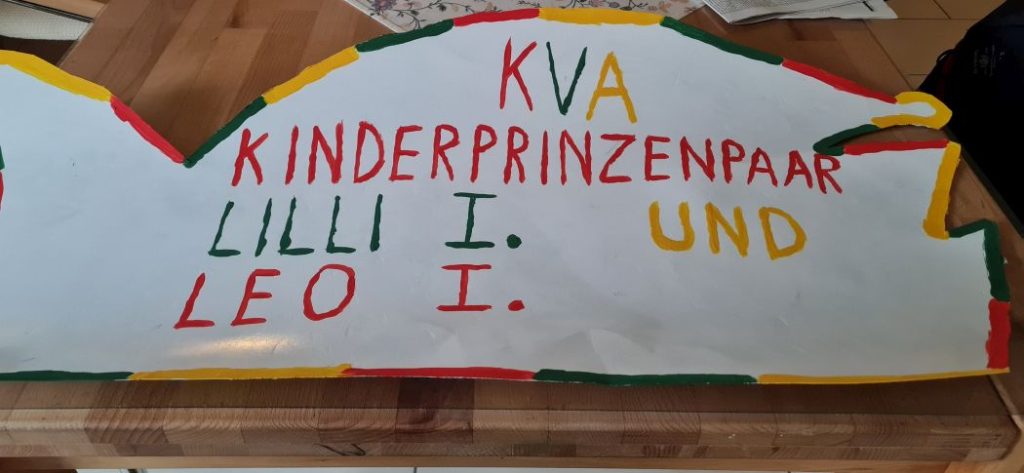 KVA
KINDERPRINZENPAAR
LILLI I. UND
LEO I.